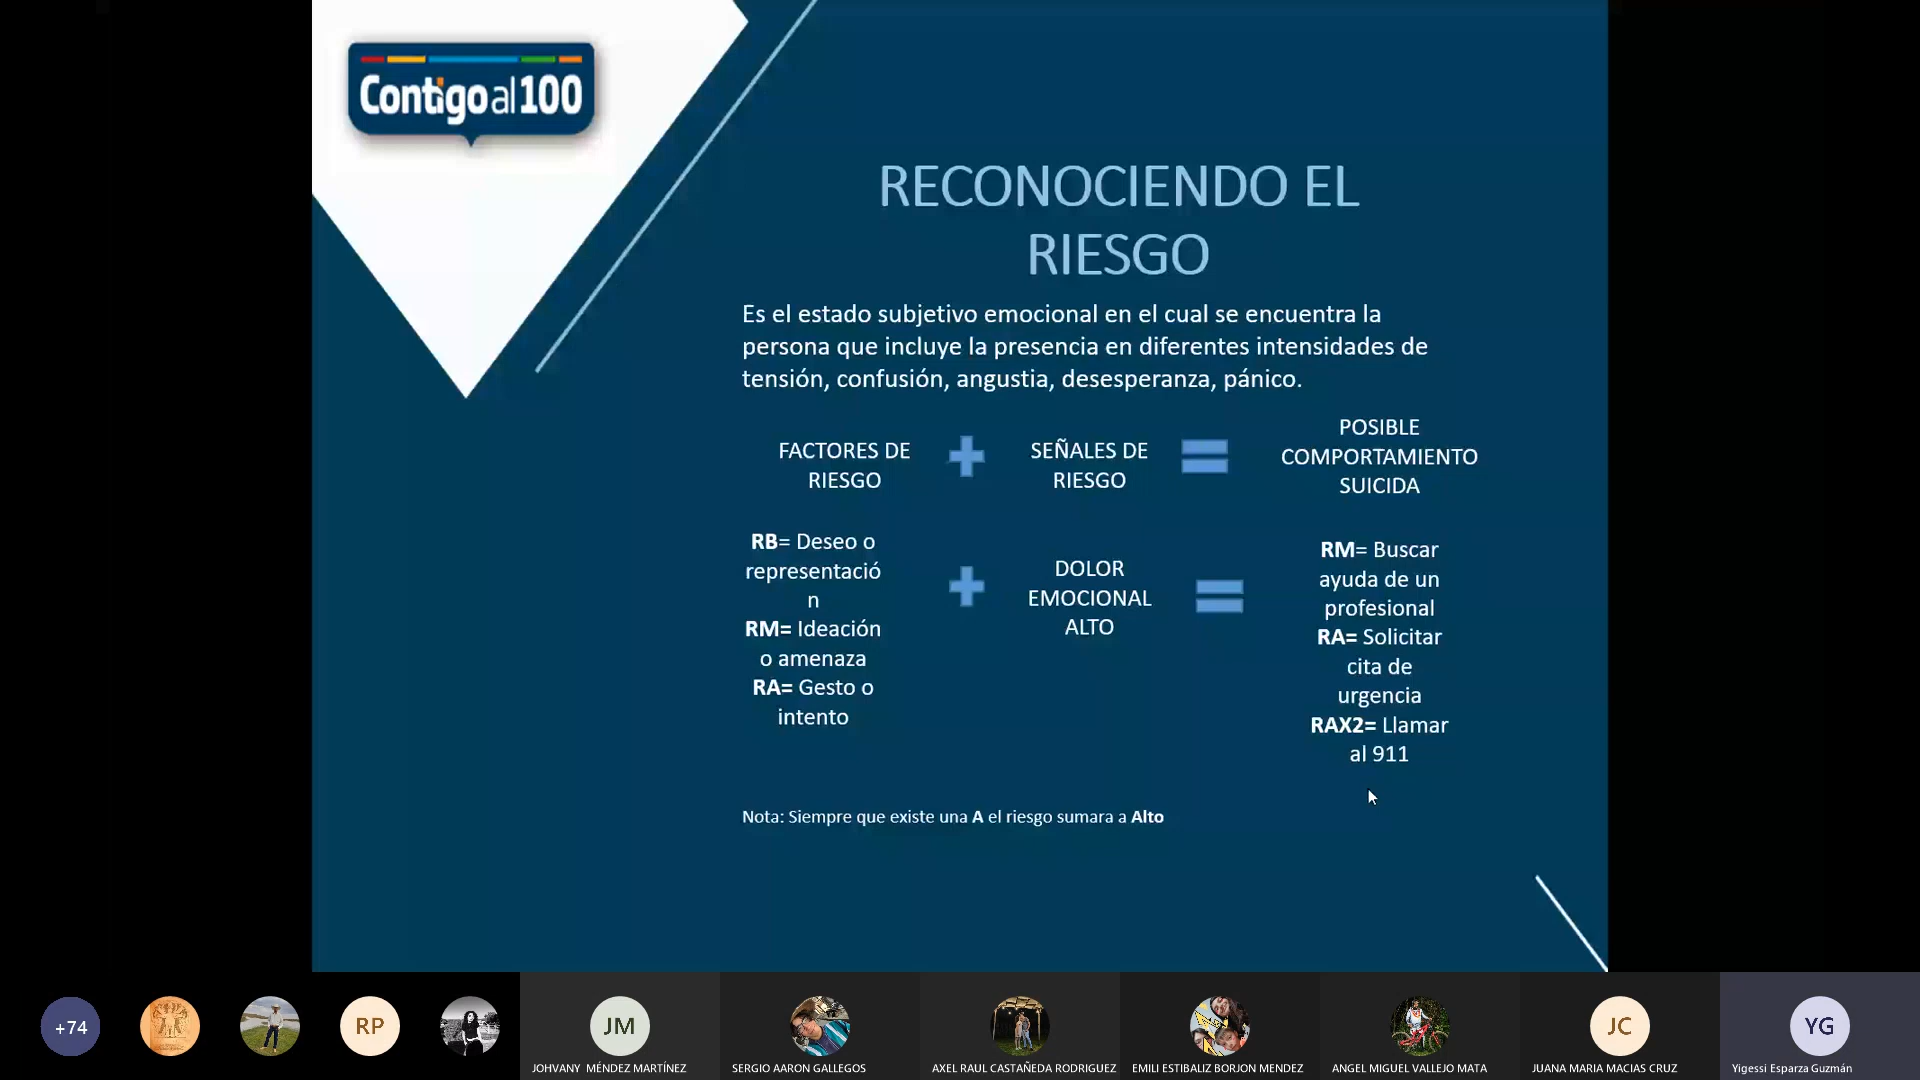 Contigo al 100
RECONOCIENDO EL
RIESGO
Es el estado subjetivo emocional en el cual se encuentra la
persona que incluye la presencia en diferentes intensidades de
tensión, confusión, angustia, desesperanza, pánico.
FACTORES DE
RIESGO
SEÑALES DE
RIESGO
POSIBLE
COMPORTAMIENTO
SUICIDA
RB= Deseo o
representació
n
RM= Ideación
o amenaza
RA= Gesto o
intento
DOLOR
EMOCIONAL
ALTO
RM= Buscar
ayuda de un
profesional
RA= Solicitar
cita de
urgencia
RAX2= Llamar
al 911
Nota: Siempre que existe una A el riesgo sumara a Alto
+74
RP
JM
JC
YG
JOHVANY MÉNDEZ MARTÍNEZ
SERGIO AARON GALLEGOS
AXEL RAUL CASTAÑEDA RODRIGUEZ
EMILI ESTIBALIZ BORJON MENDEZ
ANGEL MIGUEL VALLEJO MATA
JUANA MARIA MACIAS CRUZ
Yigessi Esparza Guzmán